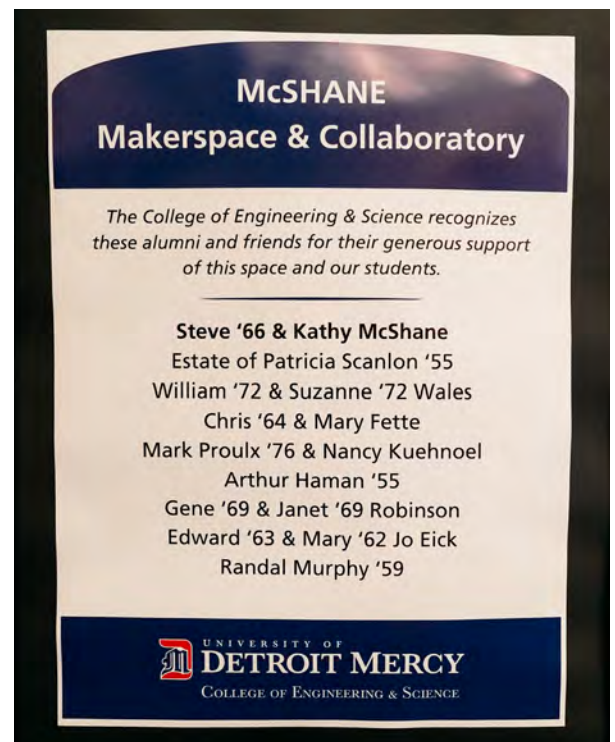 McSHANE
Makerspace & Collaboratory
The College of Engineering & Science recognizes
these alumni and friends for their generous support
of this space and our students.
Steve ‘66 & Kathy McShane
Estate of Patricia Scanlon ‘55
William ‘72 & Suzanne ‘72 Wales
Chris ‘64 & Mary Fette
Mark Proulx ‘76 & Nancy Kuehnoel
Arthur Haman ‘55
Gene ‘69 & Janet ‘69 Robinson
Edward ‘63 & Mary ‘62 Jo Eick
Randal Murphy ‘59
UNIVERSITY OF
DETROIT MERCY
COLLEGE OF ENGINEERING & SCIENCE